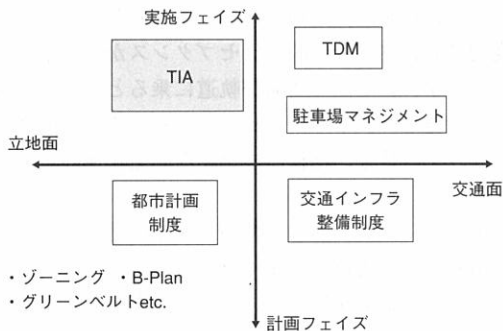 実施フェイズ
TIA
TDM
駐車場マネジメント
立地面
交通面
都市計画
制度
交通インフラ
整備制度
・ゾーニング ・B-Plan
・グリーンベルトetc.
計画フェイズ